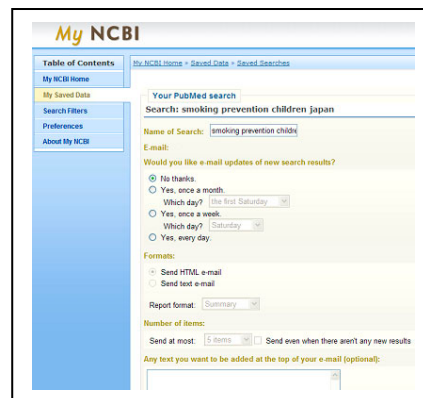 My NCBI
Table of Contents
My NCBI Home
My Saved Data
Search Filters
Preferences
About My NCBI
My NCBI Home » Saved Data » Saved Searches
Your PubMed search
Search: smoking prevention children japan
Name of Search: smoking prevention childre
E-mail:
Would you like e-mail updates of new search results?
No thanks.
Yes, once a month.
Which day? the first Saturday
Yes, once a week.
Which day? Saturday
Yes, every day.
Formats:
Send HTML e-mail
Send text e-mail
Report format: Summary
Number of items:
Send at most: 5 items Send even when there aren't any new results
Any text you want to be added at the top of your e-mail (optional):